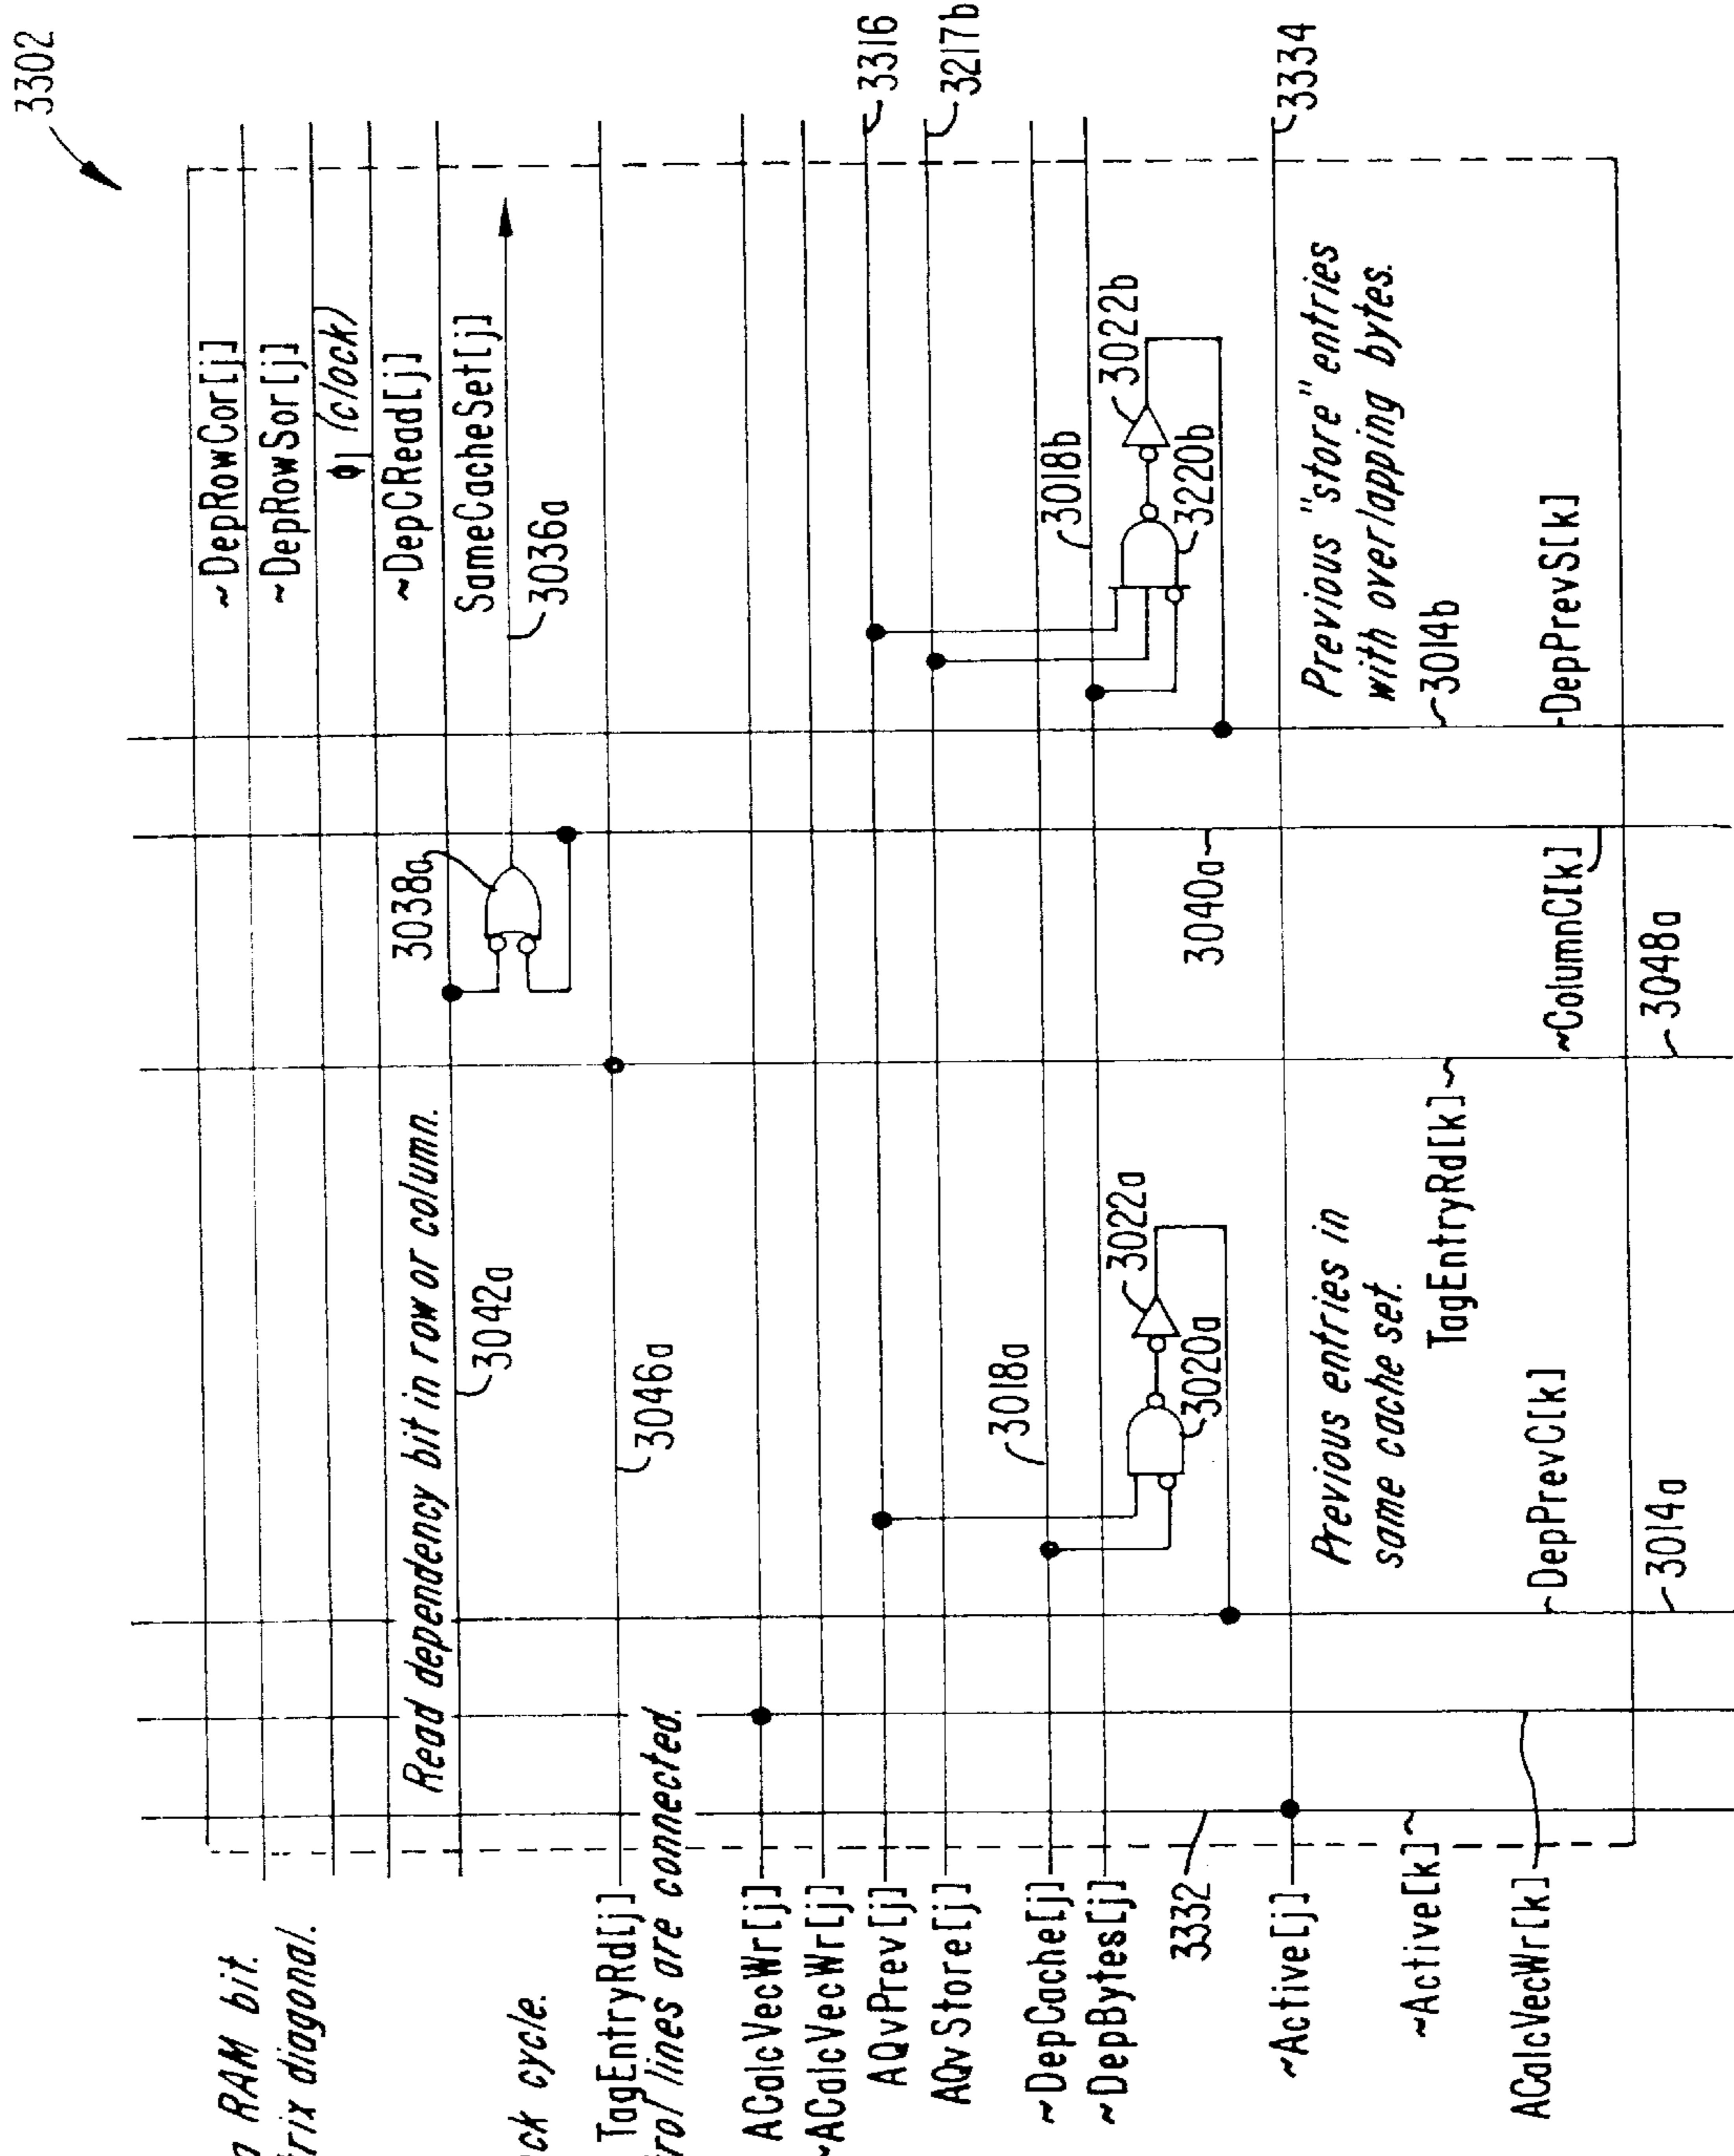 3302
n RAM bit.
trix diagonal.
~DepRowCor[j]
~DepRowSor[j]
ϕ1 (clock)
~DepCRead[j]
Read dependency bit in row or column.
3038a
SameCacheSet[j]
3042a
3036a
ck cycle.
TagEntryRd[j]
rol lines are connected.
3046a
ACalcVecWr[j]
~ACalcVecWr[j]
AQvPrev[j]
3316
AQvStore[j]
3217b
~DepCache[j]
3018a
3018b
~DepBytes[j]
3022a
3022b
3020a
3220b
3332
3040a
~Active[j]
3334
Previous entries in
same cache set.
Previous "store" entries
with overlapping bytes.
~Active[k]
TagEntryRd[k]
3014b
ACalcVecWr[k]
DepPrevC[k]
~ColumnC[k]
DepPrevS[k]
3014a
3048a